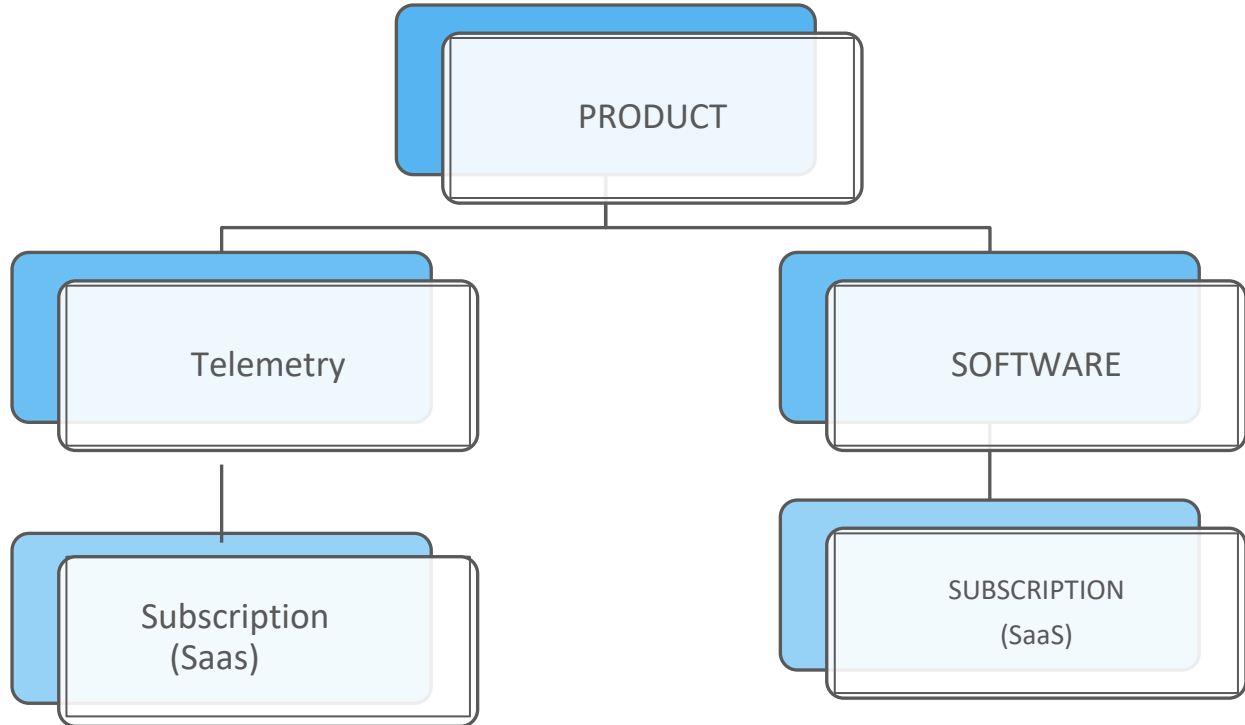 PRODUCT
Telemetry
SOFTWARE
Subscription
(Saas)
SUBSCRIPTION
(SaaS)